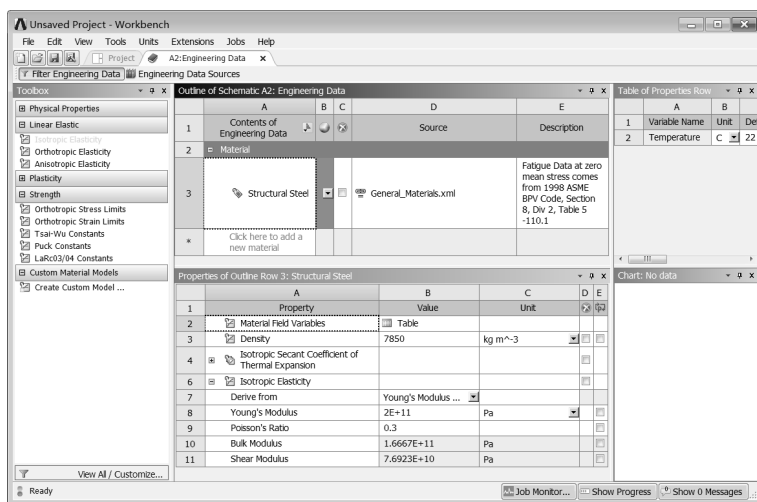 Unsaved Project - Workbench
File Edit View Tools Units Extensions Jobs Help
Project A2:Engineering Data x
Filter Engineering Data Engineering Data Sources
Toolbox
Physical Properties
Linear Elastic
Isotropic Elasticity
Orthotropic Elasticity
Anisotropic Elasticity
Plasticity
Strength
Orthotropic Stress Limits
Orthotropic Strain Limits
Tsai-Wu Constants
Puck Constants
LaRc03/04 Constants
Custom Material Models
Create Custom Model ...
View All / Customize...
Outline of Schematic A2: Engineering Data
A B C D E
1 Contents of Engineering Data Source Description
2 Material
3 Structural Steel General_Materials.xml
Fatigue Data at zero
mean stress comes
from 1998 ASME
BPV Code, Section
8, Div 2, Table 5
-110.1
* Click here to add a
new material
Properties of Outline Row 3: Structural Steel
A B C D E
1 Property Value Unit
2 Material Field Variables Table
3 Density 7850 kg m^-3
4 Isotropic Secant Coefficient of
Thermal Expansion
6 Isotropic Elasticity
7 Derive from Young's Modulus ...
8 Young's Modulus 2E+11 Pa
9 Poisson's Ratio 0.3
10 Bulk Modulus 1.6667E+11 Pa
11 Shear Modulus 7.6923E+10 Pa
Table of Properties Row
A B
1 Variable Name Unit De
2 Temperature C 22
Chart: No data
Ready
Job Monitor... Show Progress Show 0 Messages